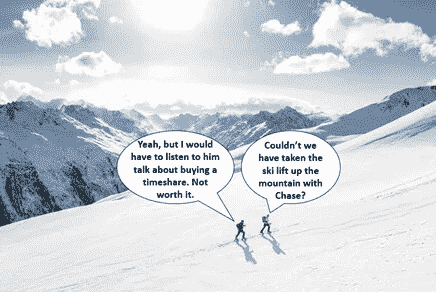 Yeah, but I would
have to listen to him
talk about buying a
timeshare. Not
worth it.
Couldn't we
have taken the
ski lift up the
mountain with
Chase?